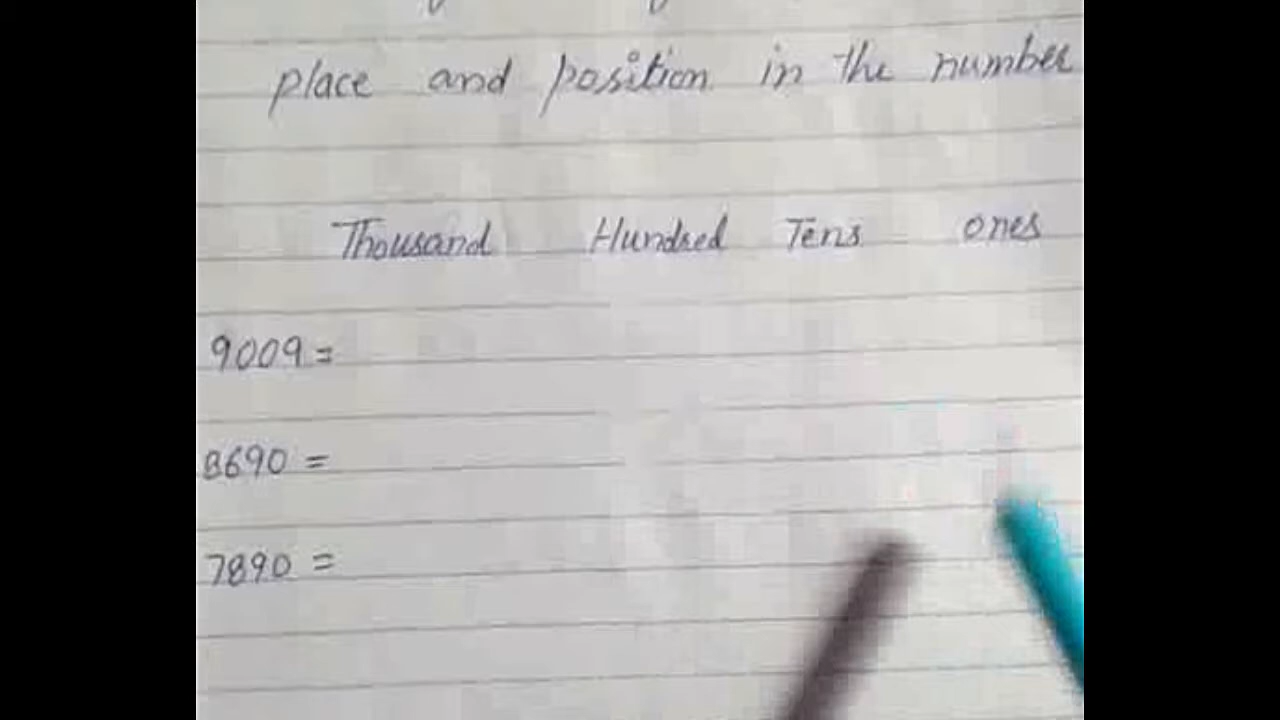 place and position in the number
Thousand Hundred Tens ones
9009 =
8690 =
7890 =